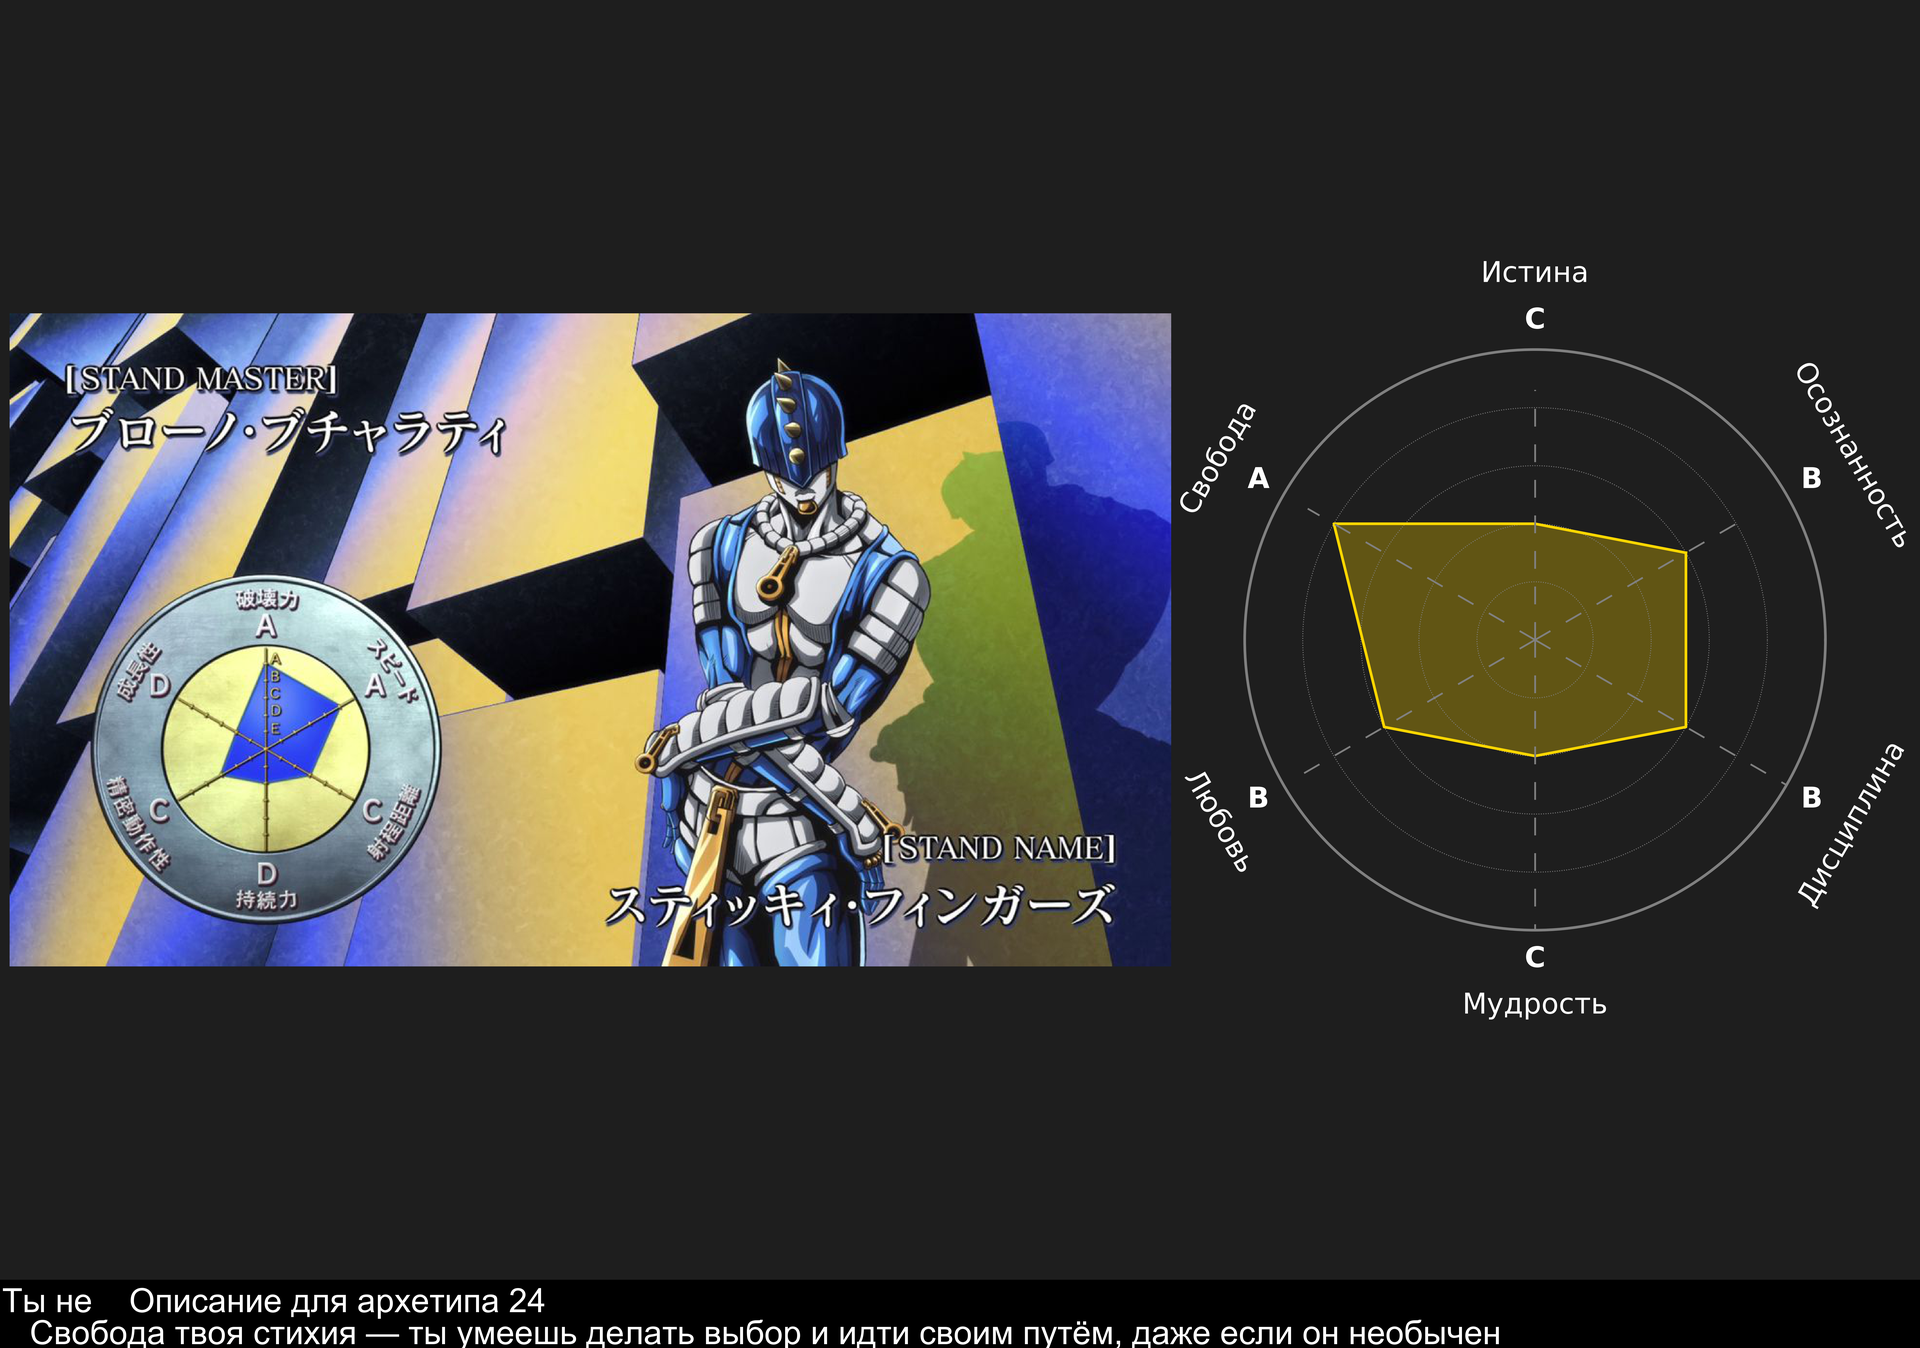 [STAND MASTER]
ブローノ・ブチャラティ
破壊力
A
スピード
A
射程距離
C
持続力
D
精密動作性
C
成長性
D
A
B
C
D
E
[STAND NAME]
スティッキィ・フィンガーズ
Истина
C
Осознанность
B
Дисциплина
B
Мудрость
C
Любовь
B
Свобода
A
Ты не Описание для архетипа 24
Свобода твоя стихия — ты умеешь делать выбор и идти своим путём, даже если он необычен